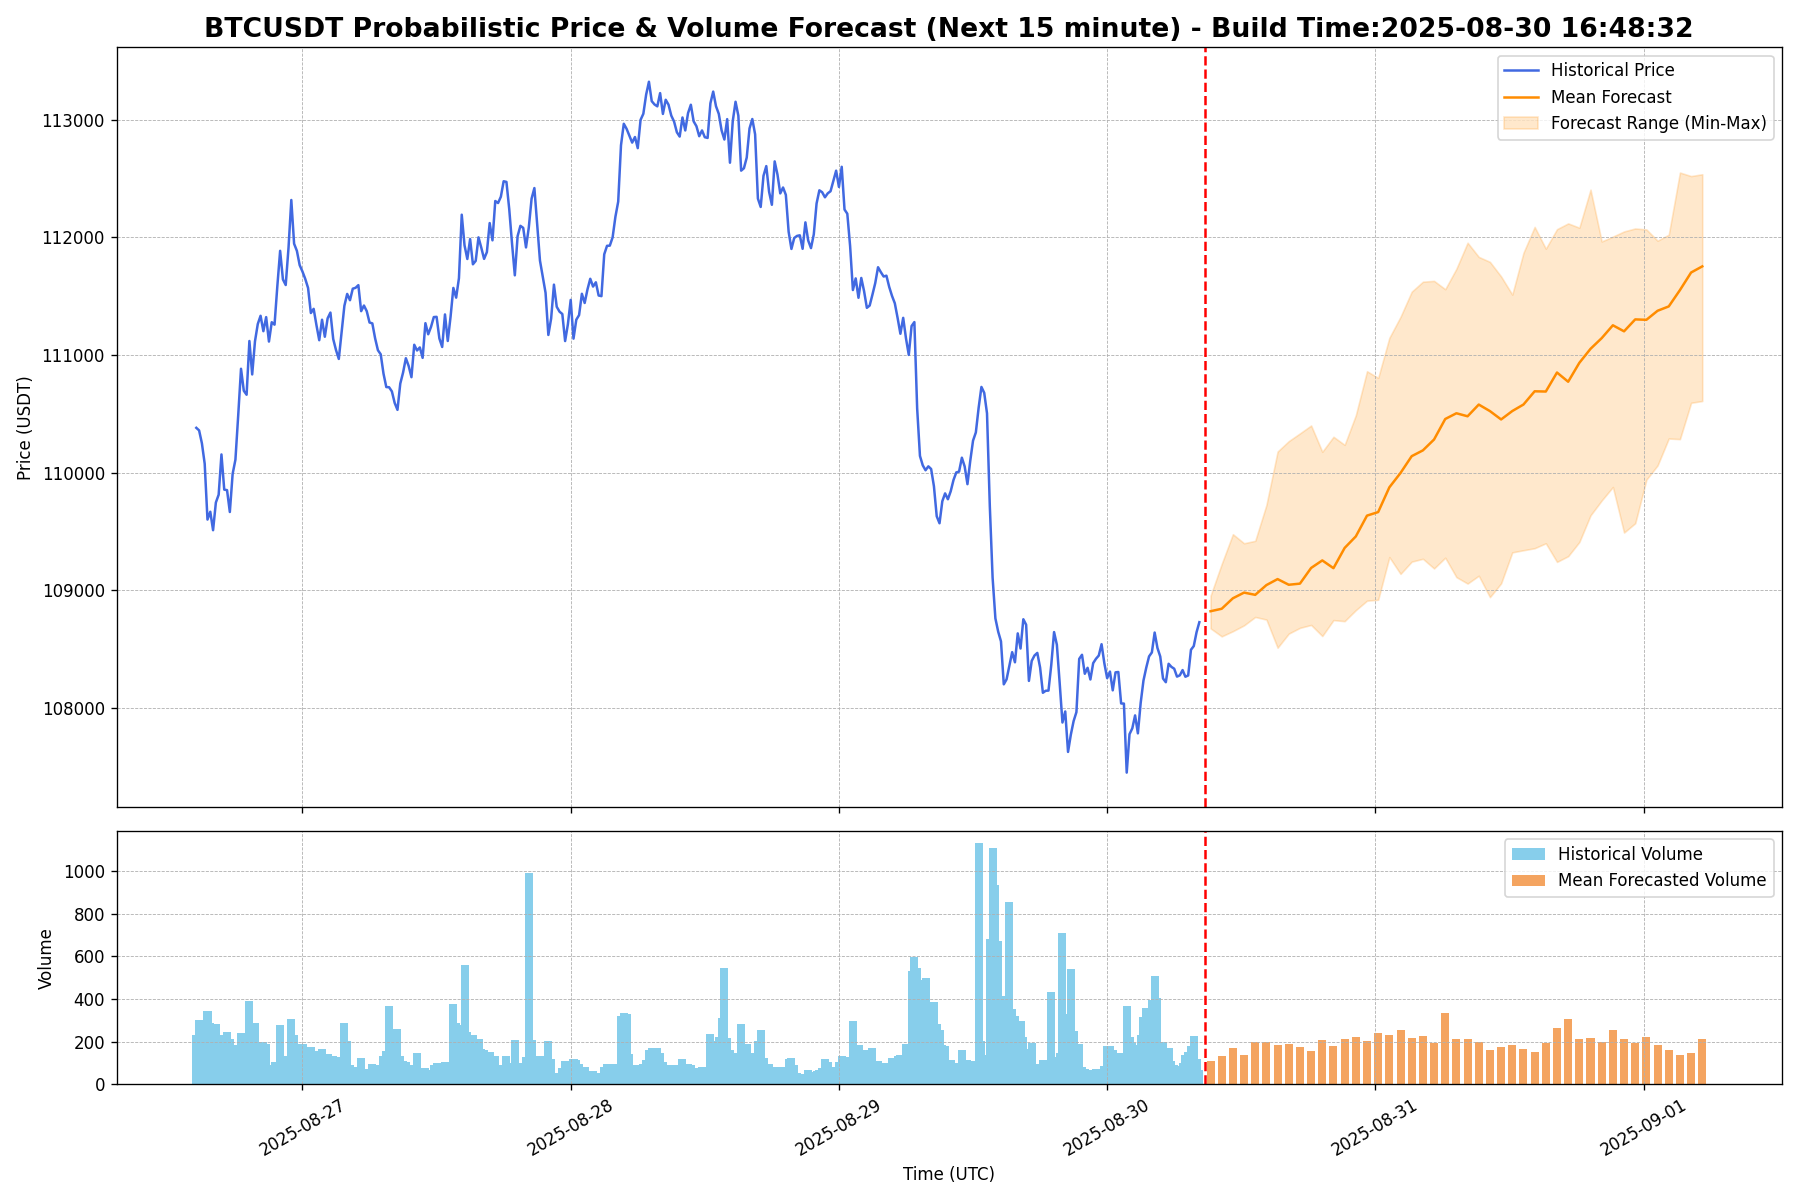 BTCUSDT Probabilistic Price & Volume Forecast (Next 15 minute) - Build Time:2025-08-30 16:48:32
Historical Price
Mean Forecast
Forecast Range (Min-Max)
Price (USDT)
113000
112000
111000
110000
109000
108000
Historical Volume
Mean Forecasted Volume
Volume
1000
800
600
400
200
0
2025-08-27
2025-08-28
2025-08-29
2025-08-30
2025-08-31
2025-09-01
Time (UTC)